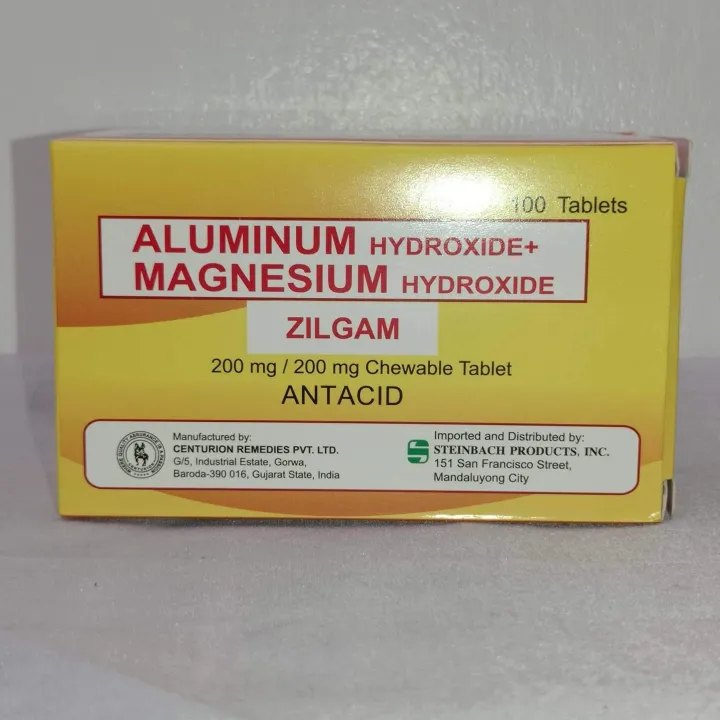 100 Tablets
ALUMINUM HYDROXIDE+
MAGNESIUM HYDROXIDE
ZILGAM
200 mg / 200 mg Chewable Tablet
ANTACID
Manufactured by:
CENTURION REMEDIES PVT. LTD.
G/5, Industrial Estate, Gorwa,
Baroda-390 016, Gujarat State, India
Imported and Distributed by:
STEINBACH PRODUCTS, INC.
151 San Francisco Street,
Mandaluyong City